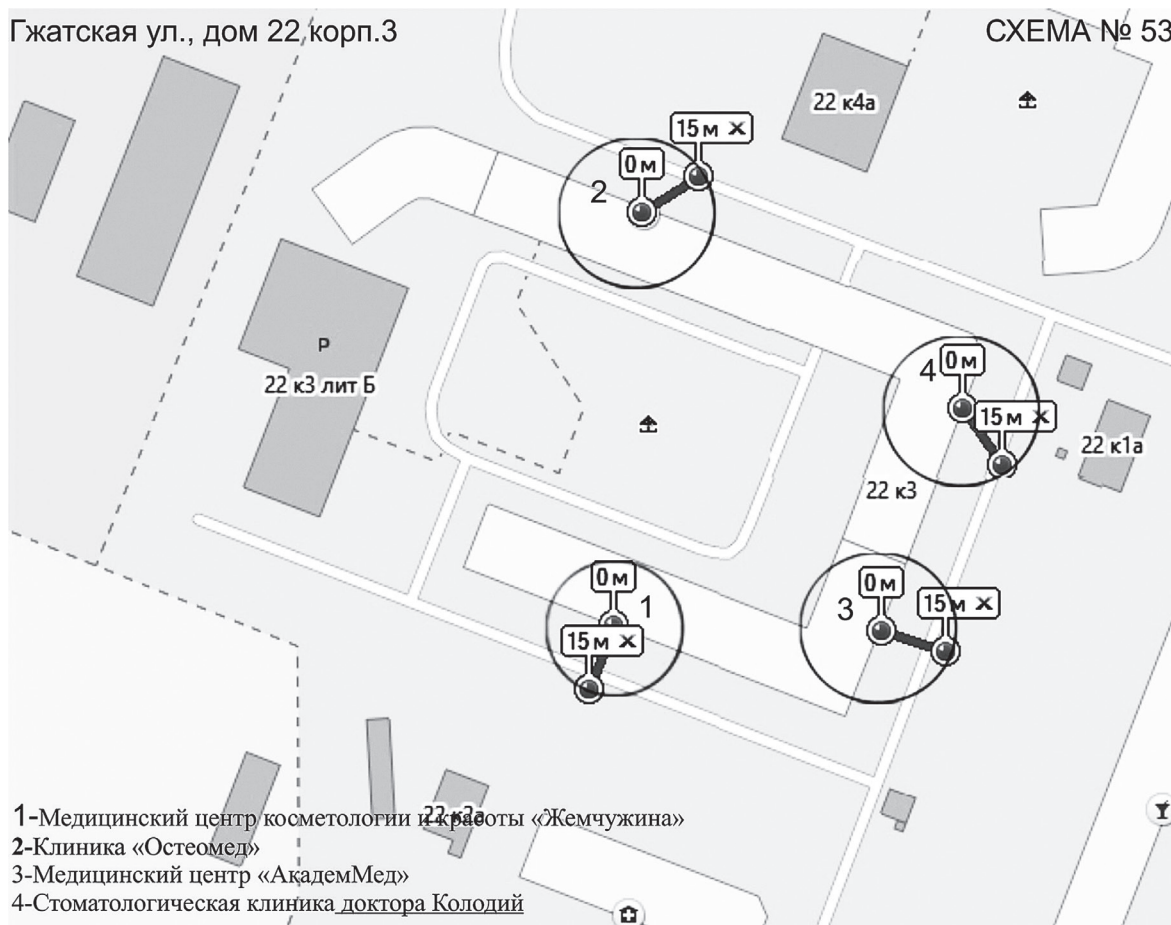 Гжатская ул., дом 22 корп.3
СХЕМА № 53
22 к4а
15 м
0 м
2
Р
22 к3 лит Б
4
0 м
15 м
22 к1а
22 к3
0 м
1
15 м
0 м
3
15 м
22 к2а
1-Медицинский центр косметологии и красоты «Жемчужина»
2-Клиника «Остеомед»
3-Медицинский центр «АкадемМед»
4-Стоматологическая клиника доктора Колодий